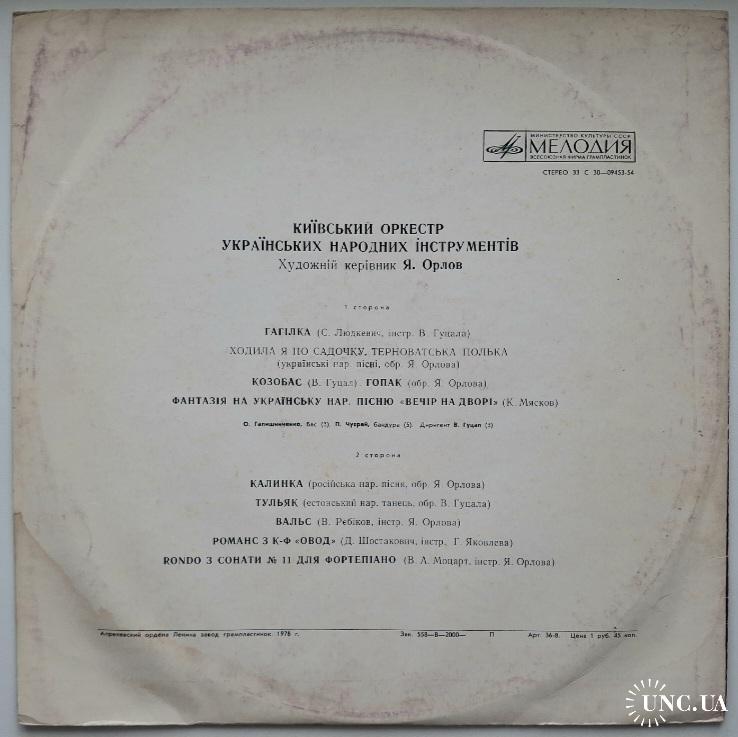 79
МИНИСТЕРСТВО КУЛЬТУРЫ СССР
МЕЛОДИЯ
ВСЕСОЮЗНАЯ ФИРМА ГРАМПЛАСТИНОК
СТЕРЕО 33 С 30—09453-54
КИЇВСЬКИЙ ОРКЕСТР
УКРАЇНСЬКИХ НАРОДНИХ ІНСТРУМЕНТІВ
Художній керівник Я. Орлов
1 сторона
ГАГІЛКА (С. Людкевич, інстр. В. Гуцала)
ХОДИЛА Я ПО САДОЧКУ, ТЕРНОВАТСЬКА ПОЛЬКА
(українські нар. пісні, обр. Я. Орлова)
КОЗОБАС (В. Гуцал), ГОПАК (обр. Я. Орлова)
ФАНТАЗІЯ НА УКРАЇНСЬКУ НАР. ПІСНЮ «ВЕЧІР НА ДВОРІ» (К. Мясков)
О. Галишинченко, бас (3), П. Чухрай, бандура (5). Диригент В. Гуцал (3)
2 сторона
КАЛИНКА (російська нар. пісня, обр. Я. Орлова)
ТУЛЬЯК (естонський нар. танець, обр. В. Гуцала)
ВАЛЬС (В. Ребіков, інстр. Я. Орлова)
РОМАНС З К-Ф «ОВОД» (Д. Шостакович, інстр. Г. Яковлева)
RONDO З СОНАТИ № 11 ДЛЯ ФОРТЕПІАНО (В. А. Моцарт, інстр. Я. Орлова)
Апрелевский ордена Ленина завод грампластинок 1978 г. Зак. 558—В—2000— П Арт. 36-8. Цена 1 руб. 45 коп.
UNC.UA